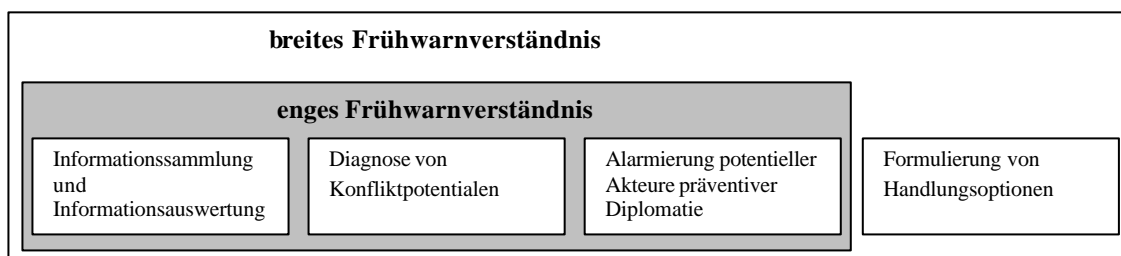 breites Frühwarnverständnis
enges Frühwarnverständnis
Informationssammlung
und
Informationsauswertung
Diagnose von
Konfliktpotentialen
Alarmierung potentieller
Akteure präventiver
Diplomatie
Formulierung von
Handlungsoptionen